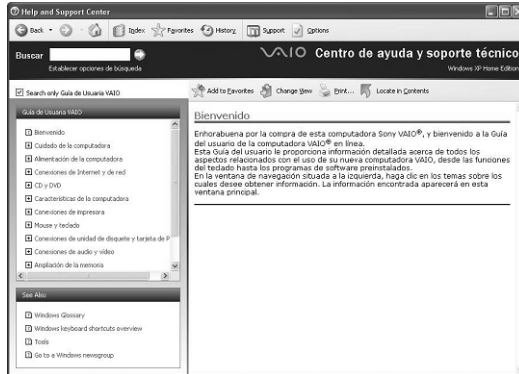 Help and Support Center
Back Index Favorites History Support Options
Buscar
Establecer opciones de búsqueda
VAIO Centro de ayuda y soporte técnico
Windows XP Home Edition
Search only Guía de Usuario VAIO
Add to Favorites Change View Print... Locate in Contents
Guía de Usuario VAIO
Bienvenido
Cuidado de la computadora
Alimentación de la computadora
Conexiones de Internet y de red
CD y DVD
Características de la computadora
Conexiones de impresora
Mouse y teclado
Conexiones de unidad de disquete y tarjeta de P
Conexiones de audio y vídeo
Ampliación de la memoria
See Also
Windows Glossary
Windows keyboard shortcuts overview
Tools
Go to a Windows newsgroup
Bienvenido
Enhorabuena por la compra de esta computadora Sony VAIO®, y bienvenido a la Guía
del usuario de la computadora VAIO® en línea.
Esta Guía del usuario le proporciona información detallada acerca de todos los
aspectos relacionados con el uso de su nueva computadora VAIO, desde las funciones
del teclado hasta los programas de software preinstalados.
En la ventana de navegación situada a la izquierda, haga clic en los temas sobre los
cuales desee obtener información. La información encontrada aparecerá en esta
ventana principal.